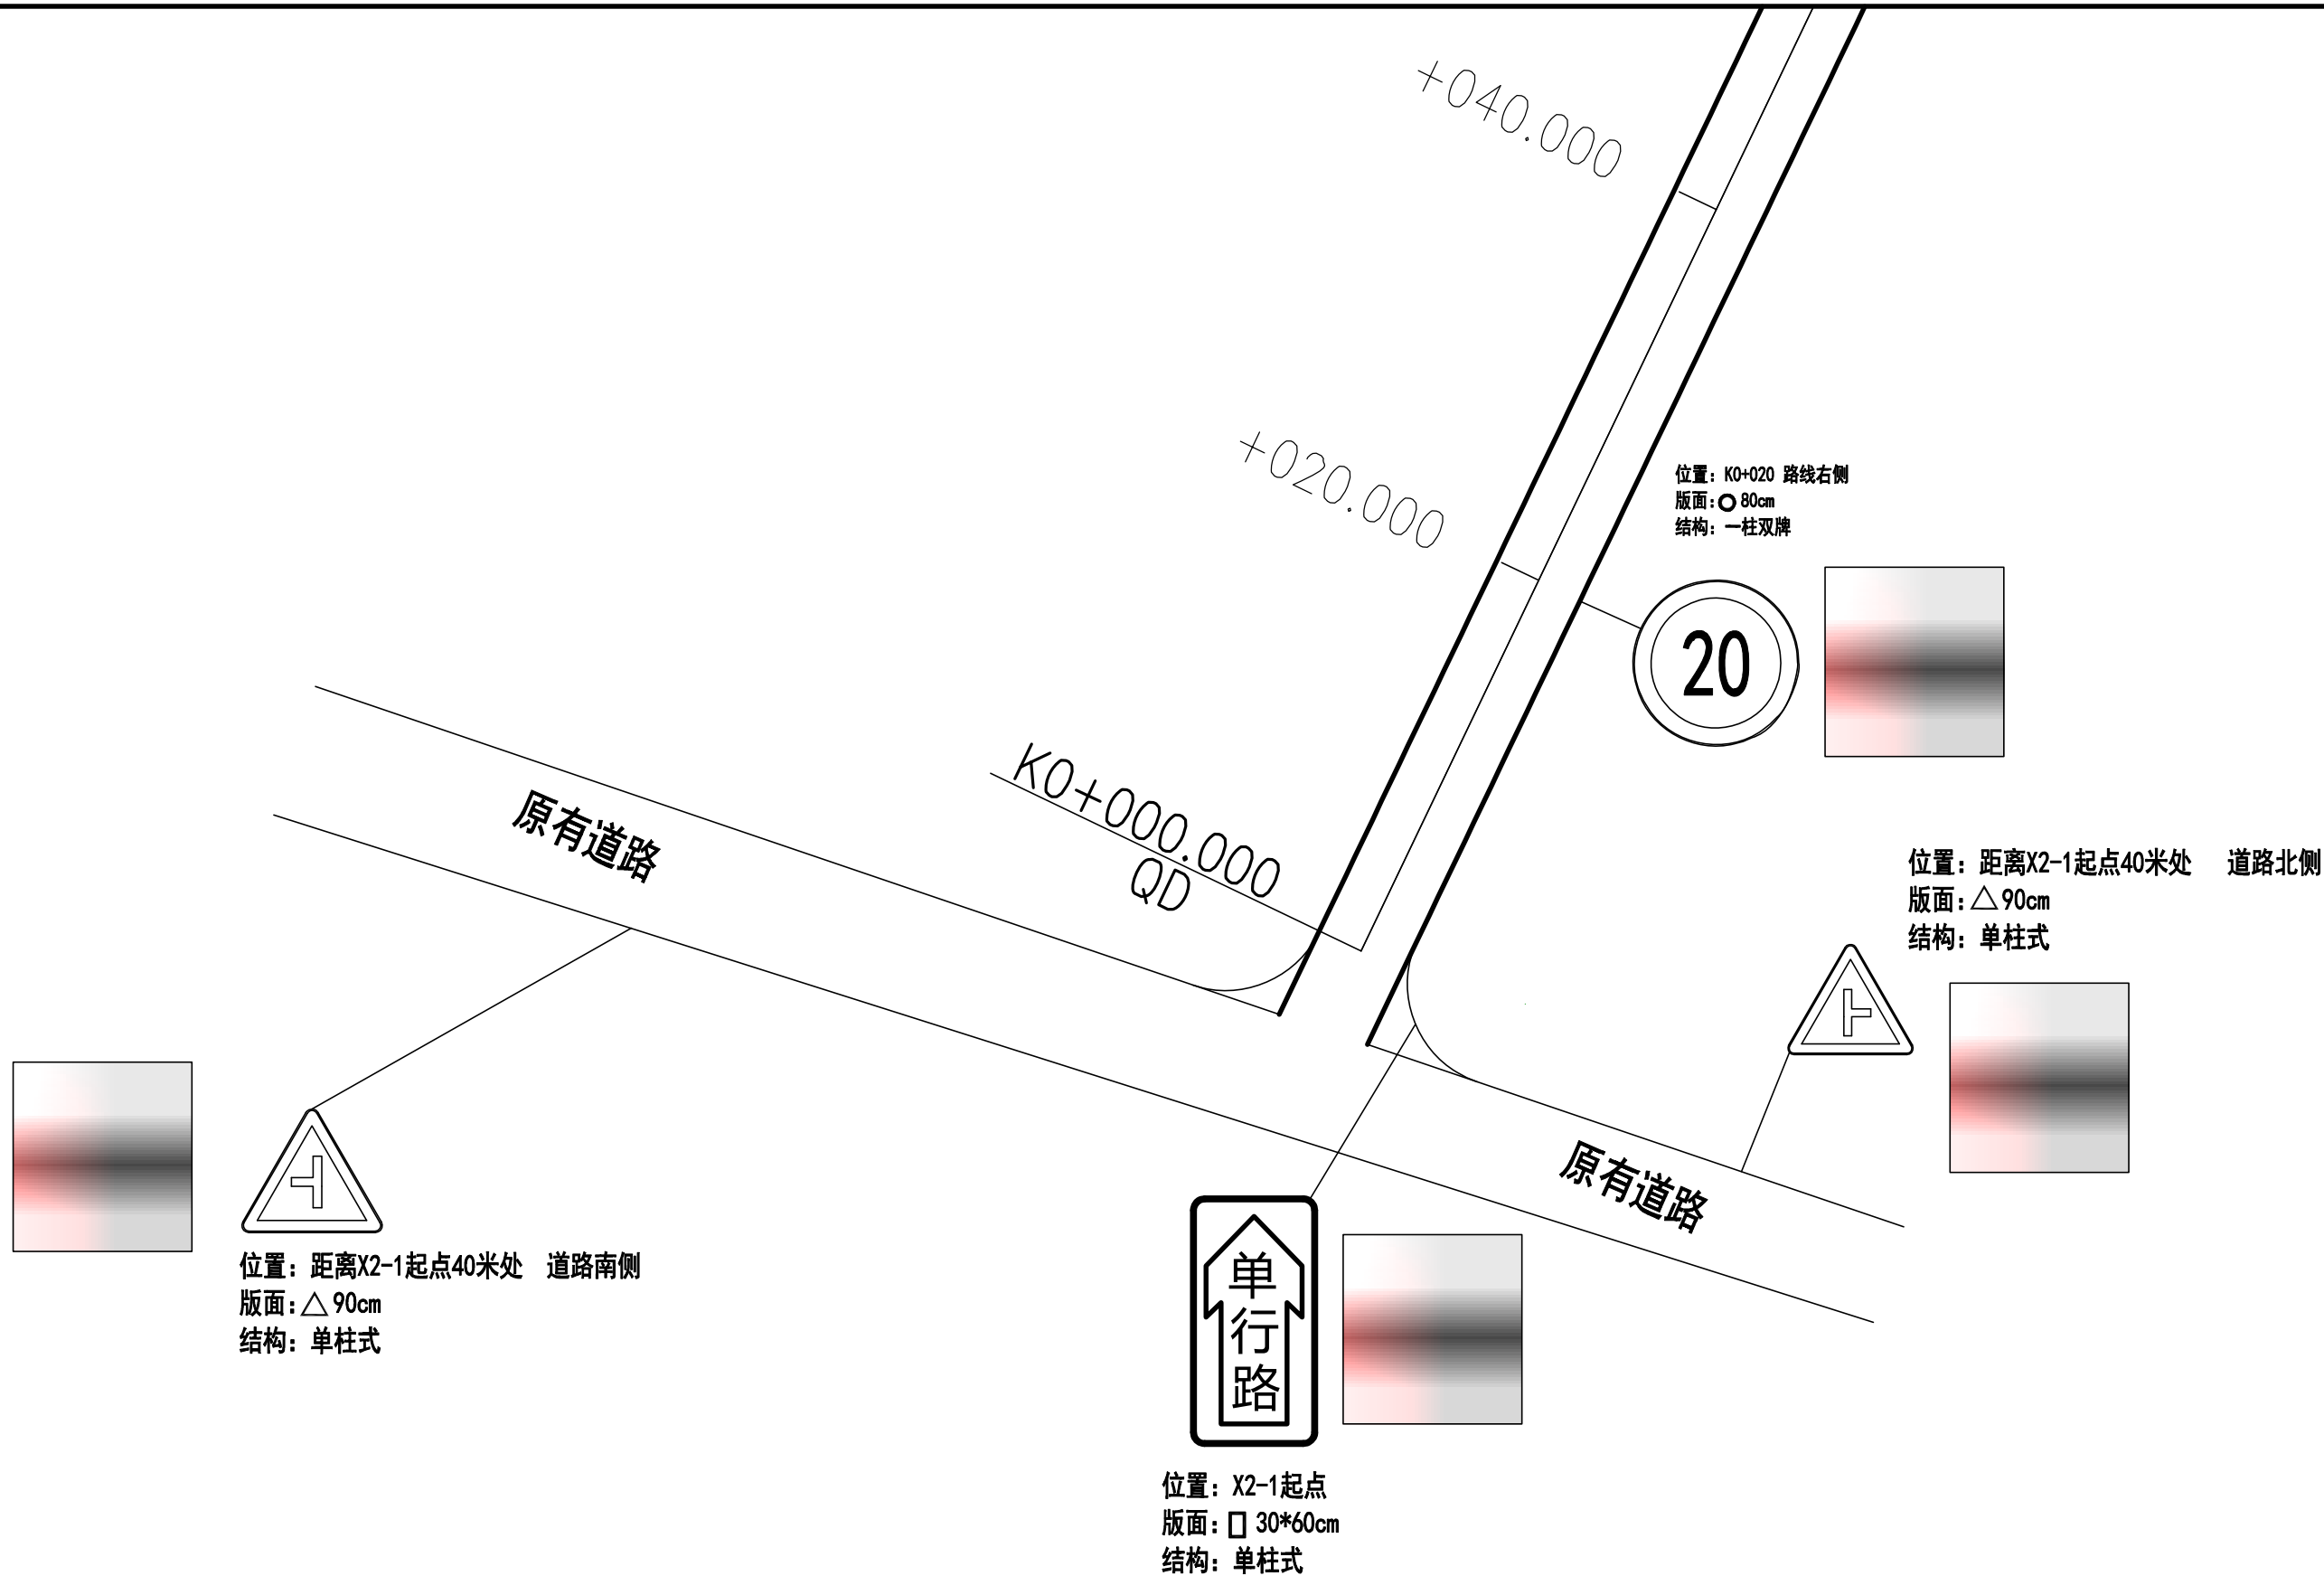 +040.000
+020.000
位置：K0+020 路线右侧
版面：80cm
结构：一柱双牌
20
K0+000.000
QD
原有道路
位置：距离X2-1起点40米处 道路北侧
版面：△90cm
结构：单柱式
原有道路
位置：距离X2-1起点40米处 道路南侧
版面：△90cm
结构：单柱式
单
行
路
位置：X2-1起点
版面：30*60cm
结构：单柱式